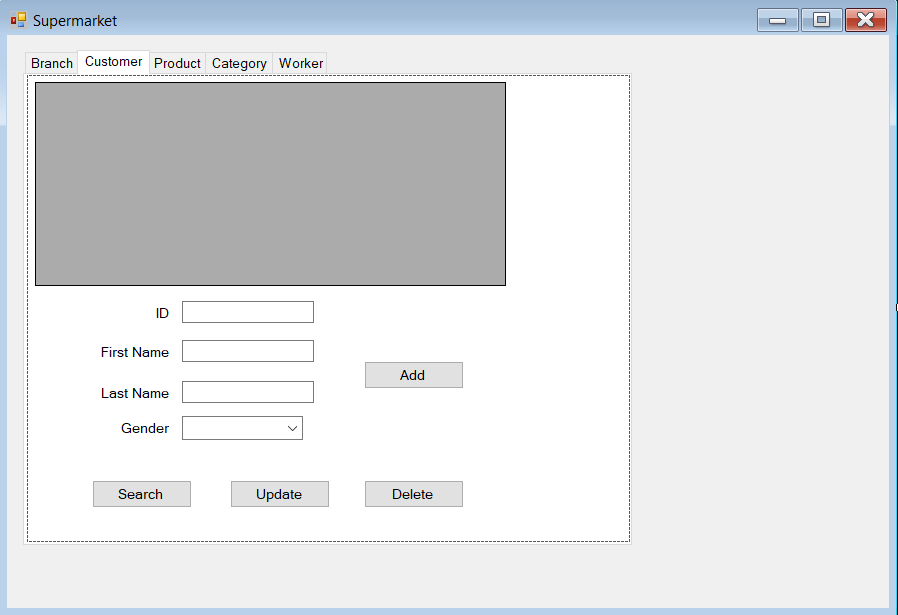 Supermarket
Branch Customer Product Category Worker
ID
First Name
Add
Last Name
Gender
Search Update Delete